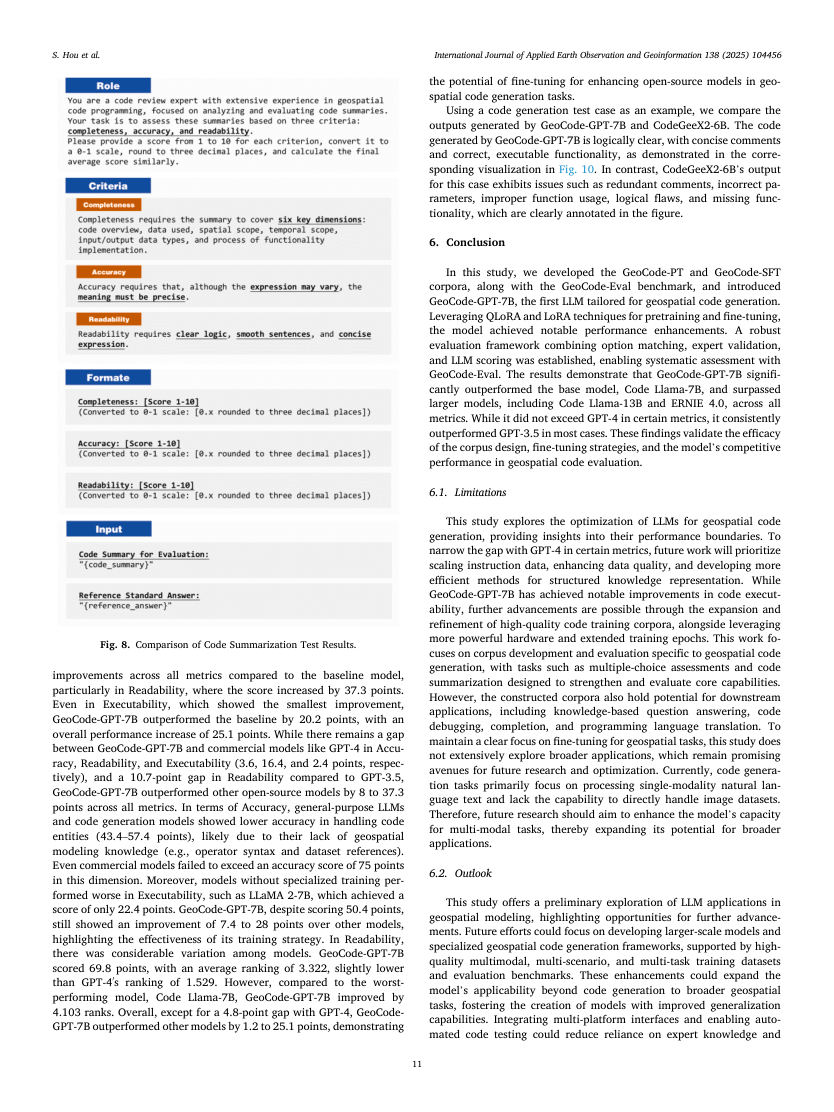 S. Hou et al.
International Journal of Applied Earth Observation and Geoinformation 138 (2025) 104456
Role
You are a code review expert with extensive experience in geospatial
code programming, focused on analyzing and evaluating code summaries.
Your task is to assess these summaries based on three criteria:
completeness, accuracy, and readability.
Please provide a score from 1 to 10 for each criterion, convert it to
a 0-1 scale, round to three decimal places, and calculate the final
average score similarly.
Criteria
Completeness
Completeness requires the summary to cover six key dimensions:
code overview, data used, spatial scope, temporal scope,
input/output data types, and process of functionality
implementation.
Accuracy
Accuracy requires that, although the expression may vary, the
meaning must be precise.
Readability
Readability requires clear logic, smooth sentences, and concise
expression.
Formate
Completeness: [Score 1-10]
(Converted to 0-1 scale: [0.x rounded to three decimal places])
Accuracy: [Score 1-10]
(Converted to 0-1 scale: [0.x rounded to three decimal places])
Readability: [Score 1-10]
(Converted to 0-1 scale: [0.x rounded to three decimal places])
Input
Code Summary for Evaluation:
"{code_summary}"
Reference Standard Answer:
"{reference_answer}"
Fig. 8. Comparison of Code Summarization Test Results.
improvements across all metrics compared to the baseline model,
particularly in Readability, where the score increased by 37.3 points.
Even in Executability, which showed the smallest improvement,
GeoCode-GPT-7B outperformed the baseline by 20.2 points, with an
overall performance increase of 25.1 points. While there remains a gap
between GeoCode-GPT-7B and commercial models like GPT-4 in Accu-
racy, Readability, and Executability (3.6, 16.4, and 2.4 points, respec-
tively), and a 10.7-point gap in Readability compared to GPT-3.5,
GeoCode-GPT-7B outperformed other open-source models by 8 to 37.3
points across all metrics. In terms of Accuracy, general-purpose LLMs
and code generation models showed lower accuracy in handling code
entities (43.4–57.4 points), likely due to their lack of geospatial
modeling knowledge (e.g., operator syntax and dataset references).
Even commercial models failed to exceed an accuracy score of 75 points
in this dimension. Moreover, models without specialized training per-
formed worse in Executability, such as LLaMA 2-7B, which achieved a
score of only 22.4 points. GeoCode-GPT-7B, despite scoring 50.4 points,
still showed an improvement of 7.4 to 28 points over other models,
highlighting the effectiveness of its training strategy. In Readability,
there was considerable variation among models. GeoCode-GPT-7B
scored 69.8 points, with an average ranking of 3.322, slightly lower
than GPT-4's ranking of 1.529. However, compared to the worst-
performing model, Code Llama-7B, GeoCode-GPT-7B improved by
4.103 ranks. Overall, except for a 4.8-point gap with GPT-4, GeoCode-
GPT-7B outperformed other models by 1.2 to 25.1 points, demonstrating
the potential of fine-tuning for enhancing open-source models in geo-
spatial code generation tasks.
Using a code generation test case as an example, we compare the
outputs generated by GeoCode-GPT-7B and CodeGeeX2-6B. The code
generated by GeoCode-GPT-7B is logically clear, with concise comments
and correct, executable functionality, as demonstrated in the corre-
sponding visualization in Fig. 10. In contrast, CodeGeeX2-6B's output
for this case exhibits issues such as redundant comments, incorrect pa-
rameters, improper function usage, logical flaws, and missing func-
tionality, which are clearly annotated in the figure.
6. Conclusion
In this study, we developed the GeoCode-PT and GeoCode-SFT
corpora, along with the GeoCode-Eval benchmark, and introduced
GeoCode-GPT-7B, the first LLM tailored for geospatial code generation.
Leveraging QLoRA and LoRA techniques for pretraining and fine-tuning,
the model achieved notable performance enhancements. A robust
evaluation framework combining option matching, expert validation,
and LLM scoring was established, enabling systematic assessment with
GeoCode-Eval. The results demonstrate that GeoCode-GPT-7B signifi-
cantly outperformed the base model, Code Llama-7B, and surpassed
larger models, including Code Llama-13B and ERNIE 4.0, across all
metrics. While it did not exceed GPT-4 in certain metrics, it consistently
outperformed GPT-3.5 in most cases. These findings validate the efficacy
of the corpus design, fine-tuning strategies, and the model's competitive
performance in geospatial code evaluation.
6.1. Limitations
This study explores the optimization of LLMs for geospatial code
generation, providing insights into their performance boundaries. To
narrow the gap with GPT-4 in certain metrics, future work will prioritize
scaling instruction data, enhancing data quality, and developing more
efficient methods for structured knowledge representation. While
GeoCode-GPT-7B has achieved notable improvements in code execut-
ability, further advancements are possible through the expansion and
refinement of high-quality code training corpora, alongside leveraging
more powerful hardware and extended training epochs. This work fo-
cuses on corpus development and evaluation specific to geospatial code
generation, with tasks such as multiple-choice assessments and code
summarization designed to strengthen and evaluate core capabilities.
However, the constructed corpora also hold potential for downstream
applications, including knowledge-based question answering, code
debugging, completion, and programming language translation. To
maintain a clear focus on fine-tuning for geospatial tasks, this study does
not extensively explore broader applications, which remain promising
avenues for future research and optimization. Currently, code genera-
tion tasks primarily focus on processing single-modality natural lan-
guage text and lack the capability to directly handle image datasets.
Therefore, future research should aim to enhance the model's capacity
for multi-modal tasks, thereby expanding its potential for broader
applications.
6.2. Outlook
This study offers a preliminary exploration of LLM applications in
geospatial modeling, highlighting opportunities for further advance-
ments. Future efforts could focus on developing larger-scale models and
specialized geospatial code generation frameworks, supported by high-
quality multimodal, multi-scenario, and multi-task training datasets
and evaluation benchmarks. These enhancements could expand the
model's applicability beyond code generation to broader geospatial
tasks, fostering the creation of models with improved generalization
capabilities. Integrating multi-platform interfaces and enabling auto-
mated code testing could reduce reliance on expert knowledge and
11